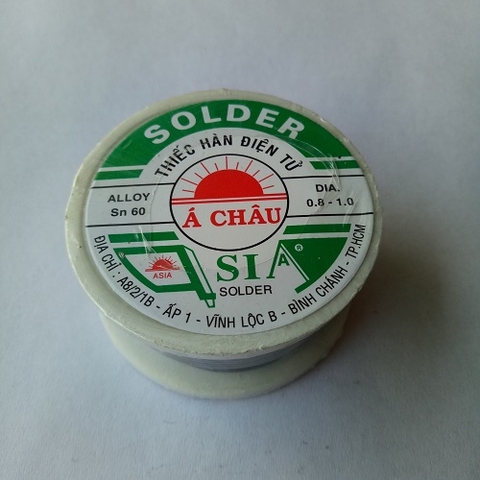 SOLDER
THIẾC HÀN ĐIỆN TỬ
ALLOY
Sn 60
DIA.
0.8 - 1.0
Á CHÂU
ASIA
ASIA ®
SOLDER
ĐỊA CHỈ : A8/2/1B - ẤP 1 - VĨNH LỘC B - BÌNH CHÁNH - TP.HCM